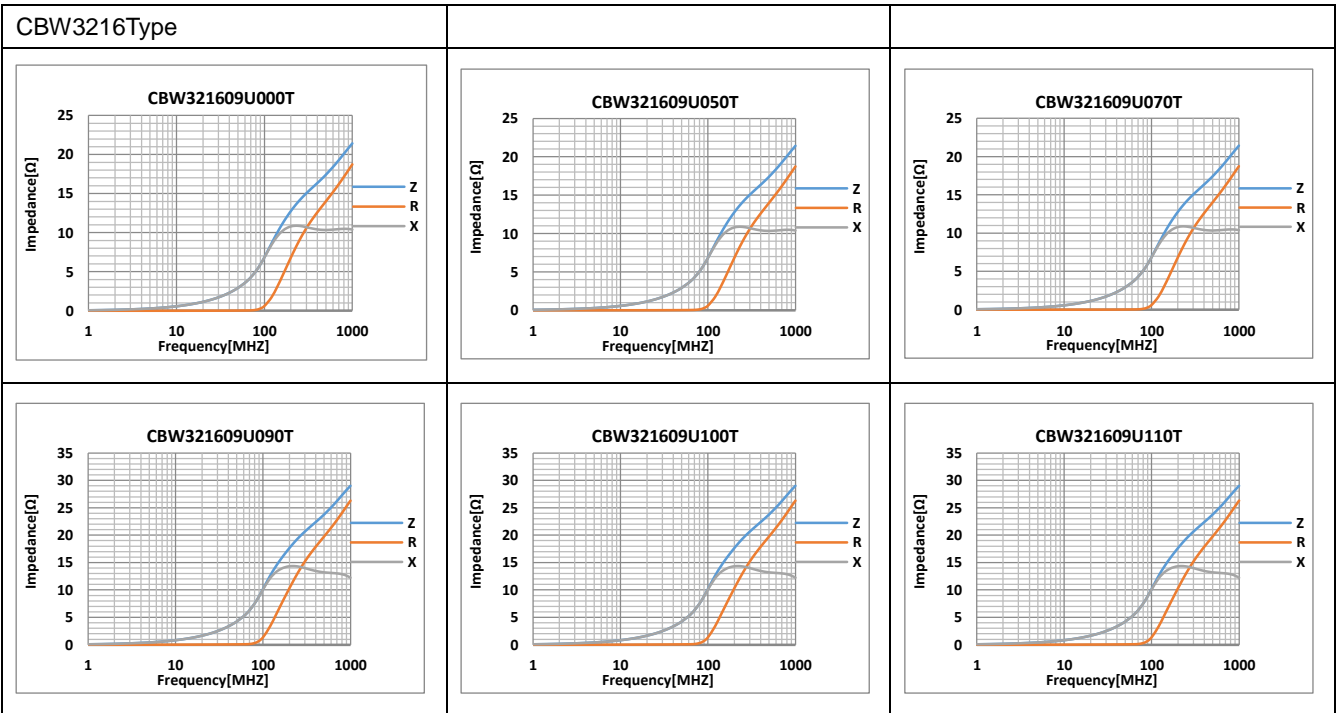 CBW3216Type
CBW321609U000T
25
20
15
10
5
0
Impedance[Ω]
1 10 100 1000
Frequency[MHZ]
Z
R
X
CBW321609U050T
25
20
15
10
5
0
Impedance[Ω]
1 10 100 1000
Frequency[MHZ]
Z
R
X
CBW321609U070T
25
20
15
10
5
0
Impedance[Ω]
1 10 100 1000
Frequency[MHZ]
Z
R
X
CBW321609U090T
35
30
25
20
15
10
5
0
Impedance[Ω]
1 10 100 1000
Frequency[MHZ]
Z
R
X
CBW321609U100T
35
30
25
20
15
10
5
0
Impedance[Ω]
1 10 100 1000
Frequency[MHZ]
Z
R
X
CBW321609U110T
35
30
25
20
15
10
5
0
Impedance[Ω]
1 10 100 1000
Frequency[MHZ]
Z
R
X